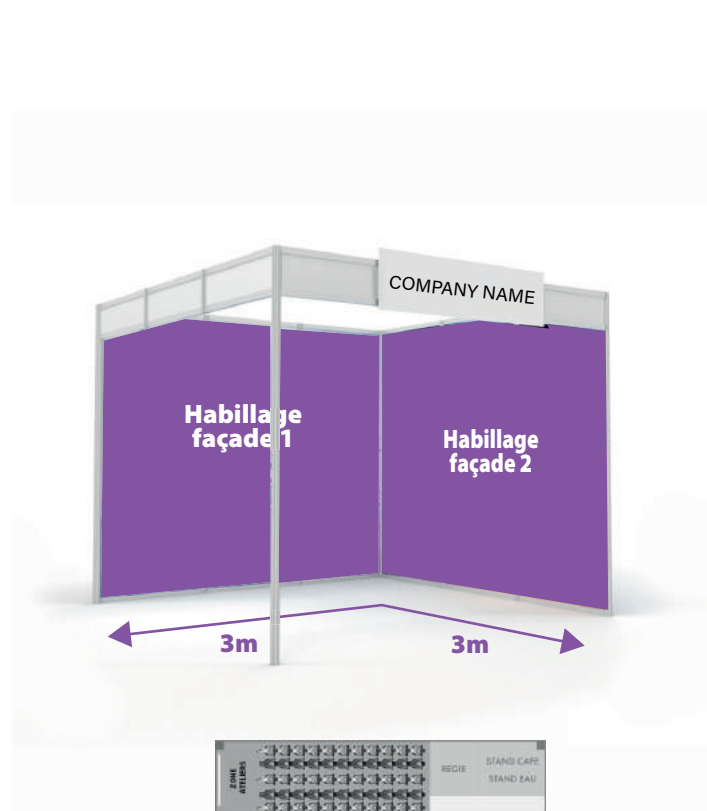 COMPANY NAME
Habillage
façade 1
Habillage
façade 2
3m
3m
ZONE
ATELIERS
REGIE
STAND CAFE
STAND EAU